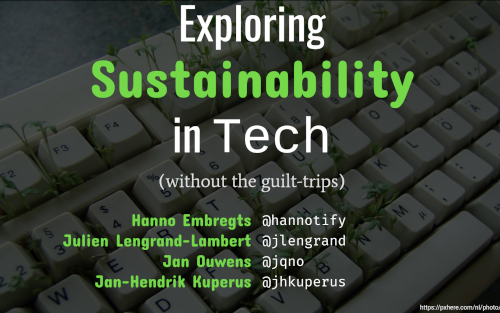 Exploring
Sustainability
in Tech
(without the guilt-trips)
Hanno Embregts @hannotify
Julien Lengrand-Lambert @jlengrand
Jan Ouwens @jqno
Jan-Hendrik Kuperus @jhkuperus
https://pxhere.com/nl/photo/